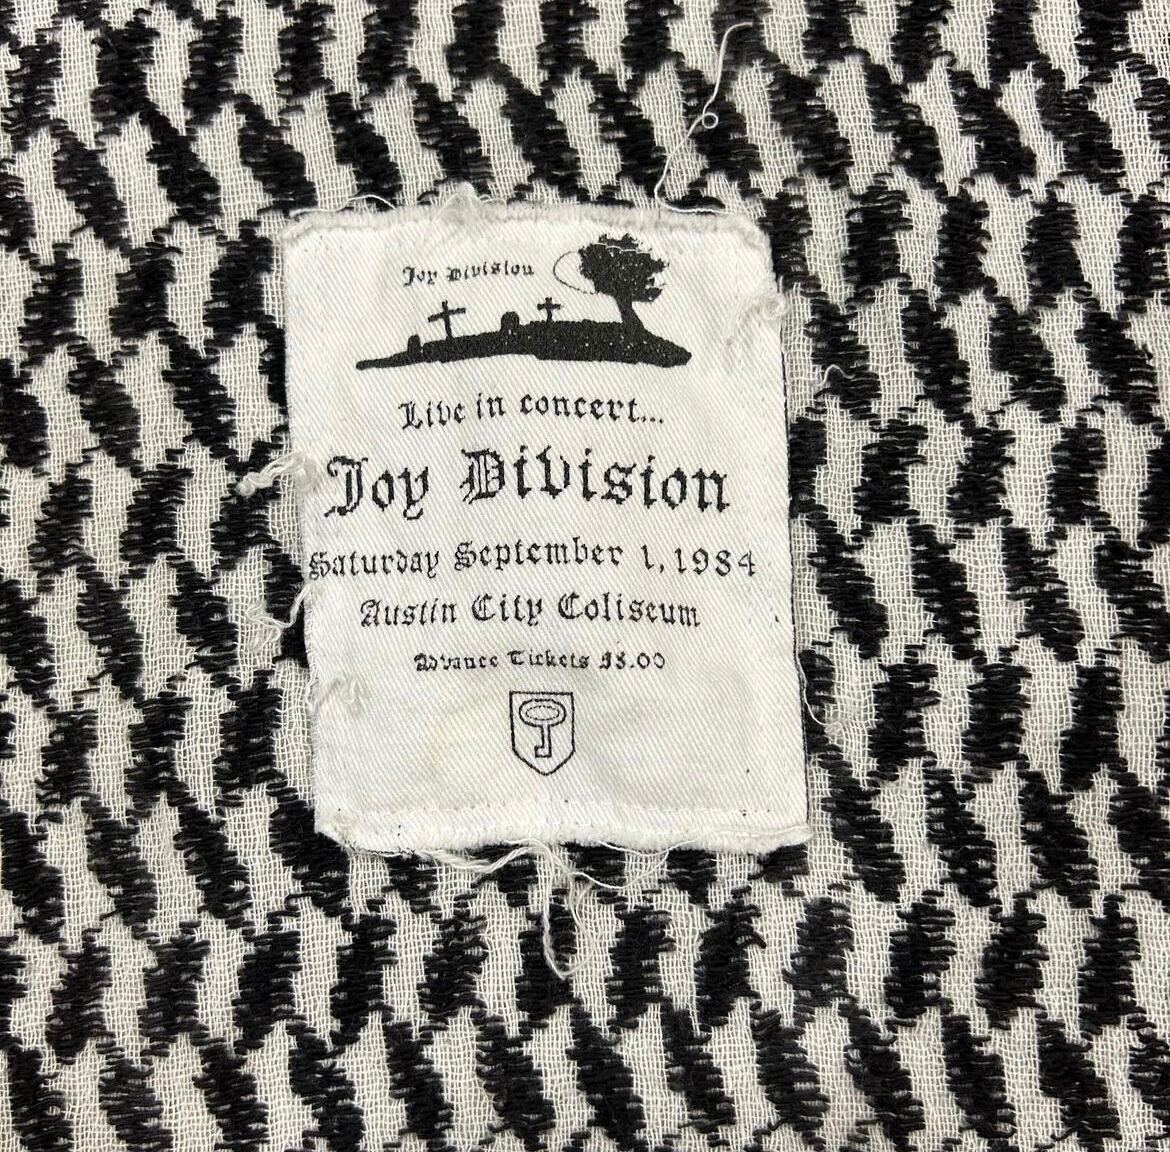 Joy Division
Live in concert...
Joy Division
Saturday September 1, 1984
Austin City Coliseum
Advance Tickets $8.00